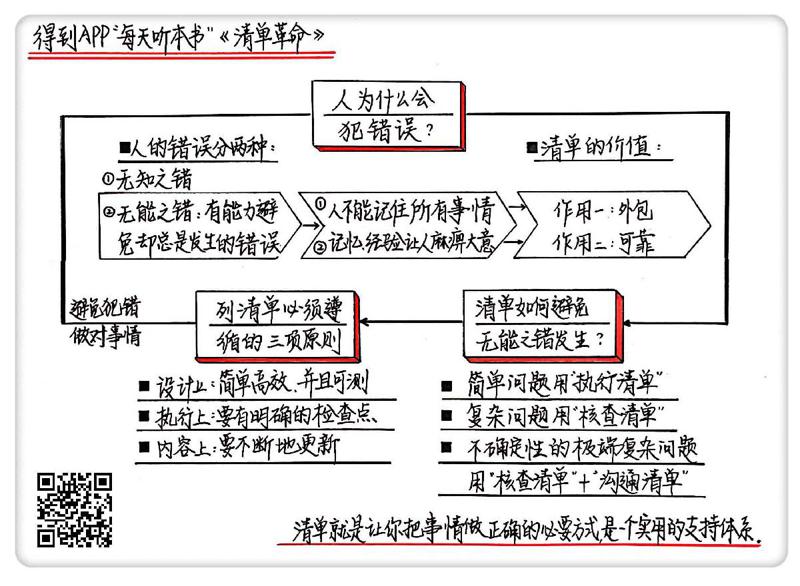 得到APP“每天听本书”《清单革命》
人为什么会
犯错误？
■人的错误分两种：
①无知之错
②无能之错：有能力避
免却总是发生的错误
①人不能记住所有事情
②记忆经验让人麻痹大意
■清单的价值：
作用一：外包
作用二：可靠
清单如何避免
无能之错发生？
■ 简单问题用“执行清单”
■ 复杂问题用“核查清单”
■ 不确定性的极端复杂问题
用“核查清单”+“沟通清单”
列清单必须遵
循的三项原则
■ 设计上：简单高效、并且可测
■ 执行上：要有明确的检查点
■ 内容上：要不断地更新
避免犯错
做对事情
清单就是让你把事情做正确的必要方式，是个实用的支持体系.